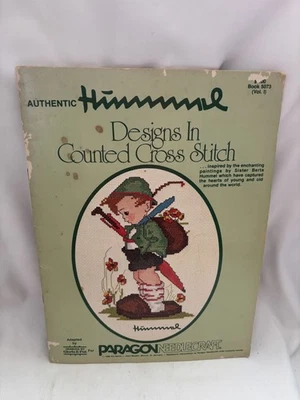 Book 5073
(Vol. I)
AUTHENTIC Hummel
Designs In
Counted Cross Stitch
...inspired by the enchanting
paintings by Sister Berta
Hummel which have captured
the hearts of young and old
around the world.
Hummel
Adapted
PARAGON NEEDLECRAFT